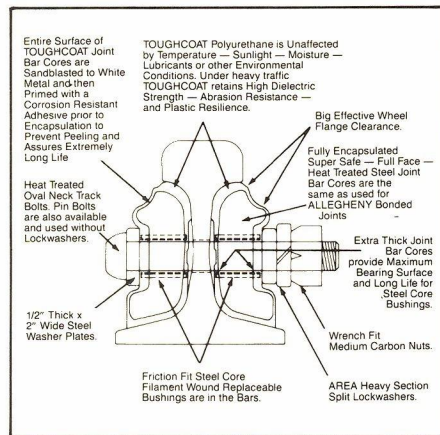 Entire Surface of
TOUGHCOAT Joint
Bar Cores are
Sandblasted to White
Metal and then
Primed with a
Corrosion Resistant
Adhesive prior to
Encapsulation to
Prevent Peeling and
Assures Extremely
Long Life
TOUGHCOAT Polyurethane is Unaffected
by Temperature — Sunlight — Moisture —
Lubricants or other Environmental
Conditions. Under heavy traffic
TOUGHCOAT retains High Dielectric
Strength — Abrasion Resistance —
and Plastic Resilience.
Big Effective Wheel
Flange Clearance.
Fully Encapsulated
Super Safe — Full Face —
Heat Treated Steel Joint
Bar Cores are the
same as used for
ALLEGHENY Bonded
Joints
Heat Treated
Oval Neck Track
Bolts. Pin Bolts
are also available
and used without
Lockwashers.
Extra Thick Joint
Bar Cores
provide Maximum
Bearing Surface
and Long Life for
Steel Core
Bushings.
1/2" Thick x
2" Wide Steel
Washer Plates.
Wrench Fit
Medium Carbon Nuts.
Friction Fit Steel Core
Filament Wound Replaceable
Bushings are in the Bars.
AREA Heavy Section
Split Lockwashers.